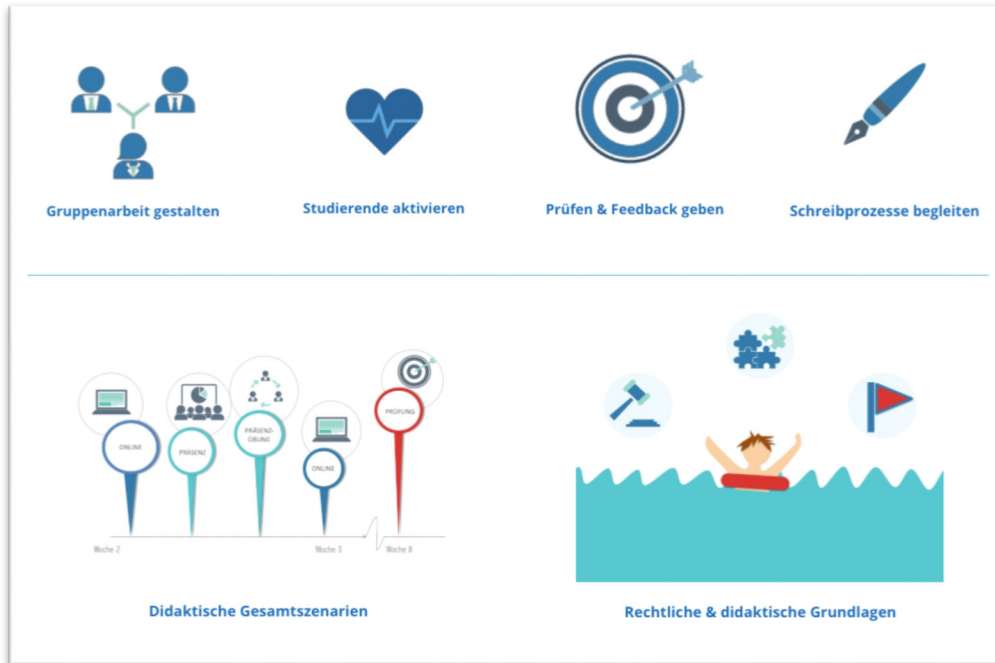 Gruppenarbeit gestalten
Studierende aktivieren
Prüfen & Feedback geben
Schreibprozesse begleiten
ONLINE
PRÄSENZ
PRÄSENZ-
ÜBUNG
ONLINE
PRÜFUNG
Woche 2
Woche 3
Woche 8
Didaktische Gesamtszenarien
Rechtliche & didaktische Grundlagen